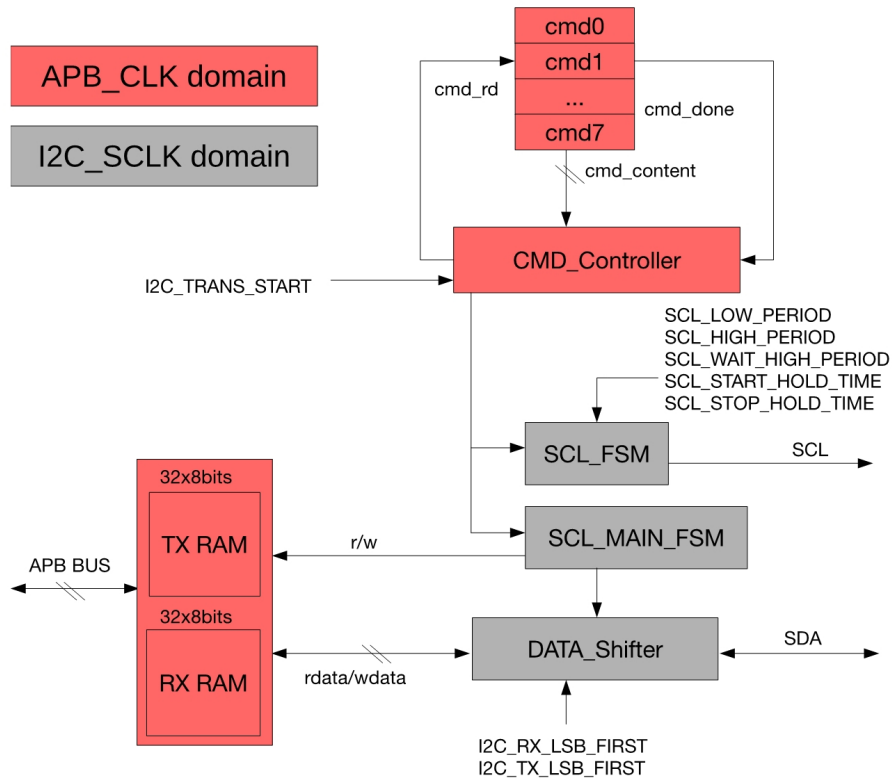 cmd0
APB_CLK domain
cmd1
cmd_rd
...
cmd_done
cmd7
I2C_SCLK domain
cmd_content
CMD_Controller
I2C_TRANS_START
SCL_LOW_PERIOD
SCL_HIGH_PERIOD
SCL_WAIT_HIGH_PERIOD
SCL_START_HOLD_TIME
SCL_STOP_HOLD_TIME
SCL_FSM
SCL
32x8bits
TX RAM
SCL_MAIN_FSM
r/w
APB BUS
32x8bits
RX RAM
rdata/wdata
DATA_Shifter
SDA
I2C_RX_LSB_FIRST
I2C_TX_LSB_FIRST